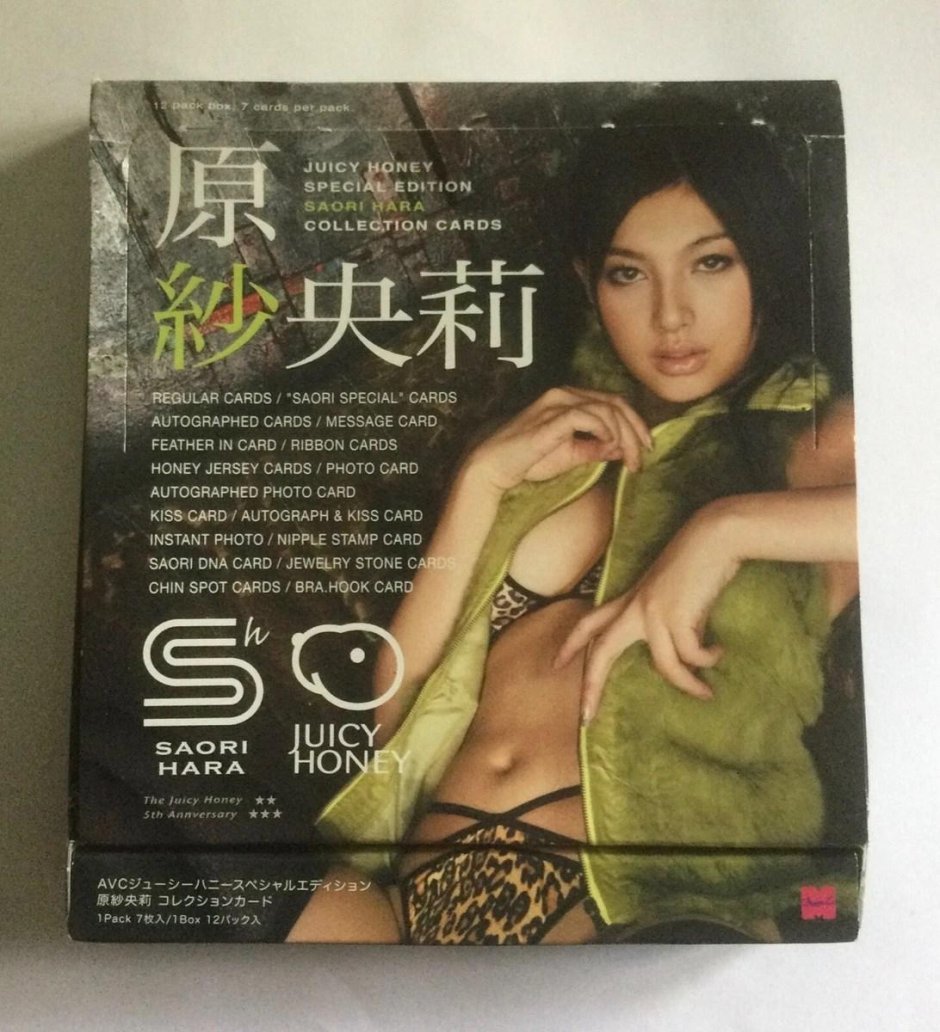 12 pack box. 7 cards per pack.
原
紗央莉
JUICY HONEY
SPECIAL EDITION
SAORI HARA
COLLECTION CARDS
REGULAR CARDS / "SAORI SPECIAL" CARDS
AUTOGRAPHED CARDS / MESSAGE CARD
FEATHER IN CARD / RIBBON CARDS
HONEY JERSEY CARDS / PHOTO CARD
AUTOGRAPHED PHOTO CARD
KISS CARD / AUTOGRAPH & KISS CARD
INSTANT PHOTO / NIPPLE STAMP CARD
SAORI DNA CARD / JEWELRY STONE CARDS
CHIN SPOT CARDS / BRA.HOOK CARD
Sh
SAORI
HARA
JUICY
HONEY
The Juicy Honey ★★
5th Annversary ★★★
AVCジューシーハニースペシャルエディション
原紗央莉 コレクションカード
1Pack 7枚入/1Box 12パック入